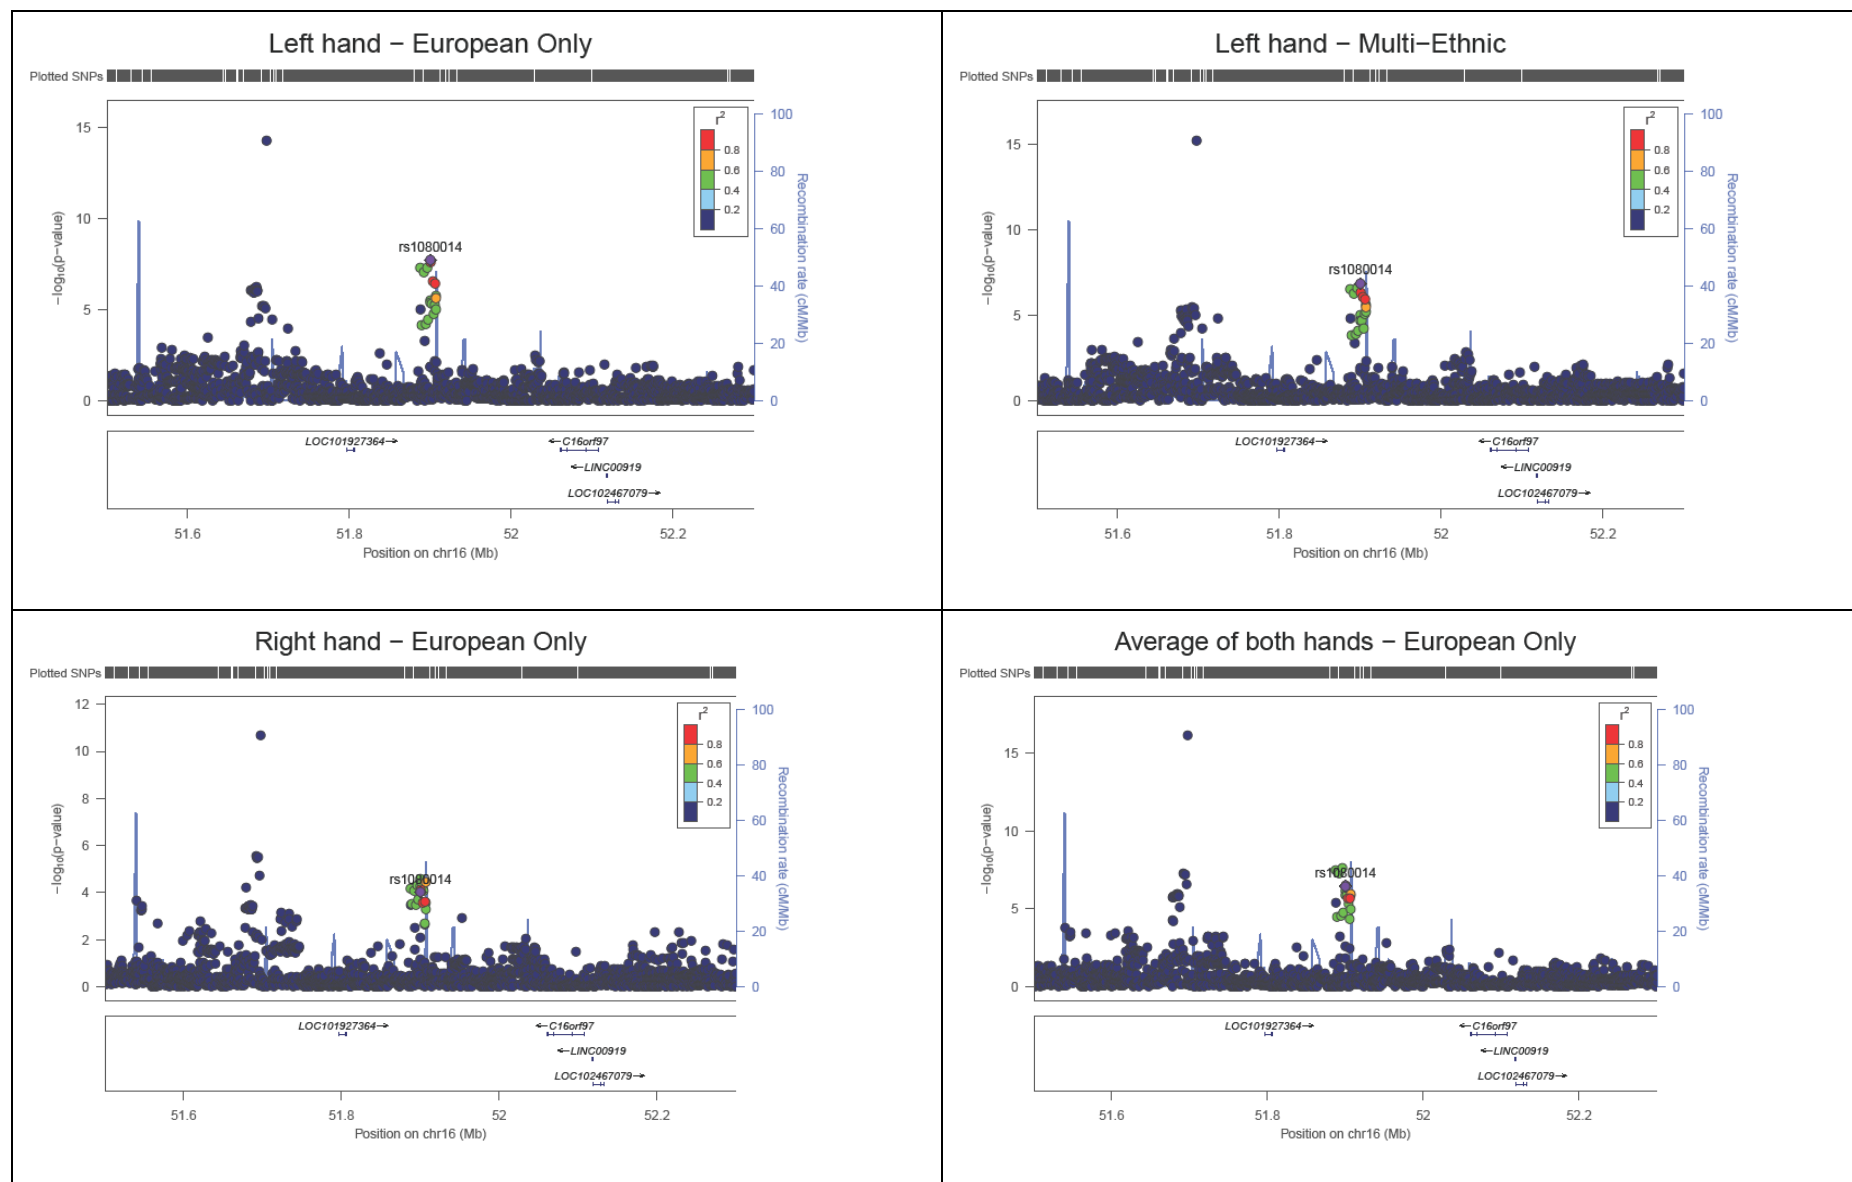 Left hand − European Only
Plotted SNPs
15
10
5
0
−log10(p−value)
100
80
60
40
20
0
Recombination rate (cM/Mb)
r2
0.8
0.6
0.4
0.2
rs1080014
LOC101927364→
←C16orf97
←LINC00919
LOC102467079→
51.6
51.8
52
52.2
Position on chr16 (Mb)
Left hand − Multi−Ethnic
Plotted SNPs
15
10
5
0
−log10(p−value)
100
80
60
40
20
0
Recombination rate (cM/Mb)
r2
0.8
0.6
0.4
0.2
rs1080014
LOC101927364→
←C16orf97
←LINC00919
LOC102467079→
51.6
51.8
52
52.2
Position on chr16 (Mb)
Right hand − European Only
Plotted SNPs
12
10
8
6
4
2
0
−log10(p−value)
100
80
60
40
20
0
Recombination rate (cM/Mb)
r2
0.8
0.6
0.4
0.2
rs1080014
LOC101927364→
←C16orf97
←LINC00919
LOC102467079→
51.6
51.8
52
52.2
Position on chr16 (Mb)
Average of both hands − European Only
Plotted SNPs
15
10
5
0
−log10(p−value)
100
80
60
40
20
0
Recombination rate (cM/Mb)
r2
0.8
0.6
0.4
0.2
rs1080014
LOC101927364→
←C16orf97
←LINC00919
LOC102467079→
51.6
51.8
52
52.2
Position on chr16 (Mb)